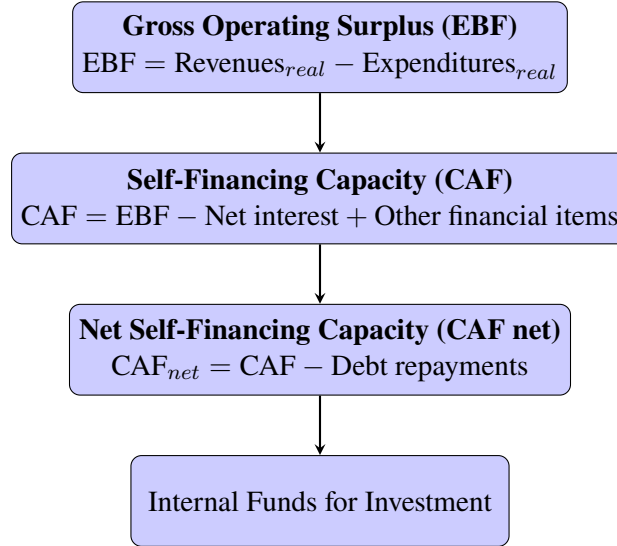 Gross Operating Surplus (EBF)
EBF = Revenues_real − Expenditures_real
Self-Financing Capacity (CAF)
CAF = EBF − Net interest + Other financial items
Net Self-Financing Capacity (CAF net)
CAF_net = CAF − Debt repayments
Internal Funds for Investment